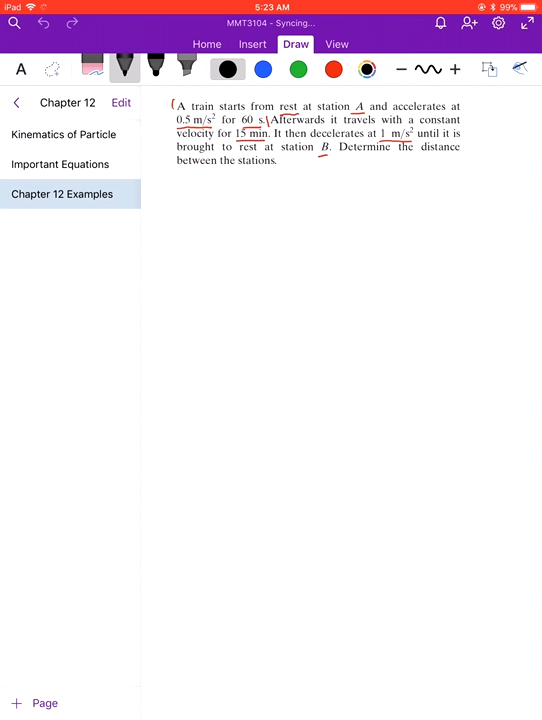 iPad 5:23 AM 99%
MMT3104 - Syncing...
Home Insert Draw View
A
Chapter 12 Edit
Kinematics of Particle
Important Equations
Chapter 12 Examples
A train starts from rest at station A and accelerates at
0.5 m/s² for 60 s. Afterwards it travels with a constant
velocity for 15 min. It then decelerates at 1 m/s² until it is
brought to rest at station B. Determine the distance
between the stations.
+ Page